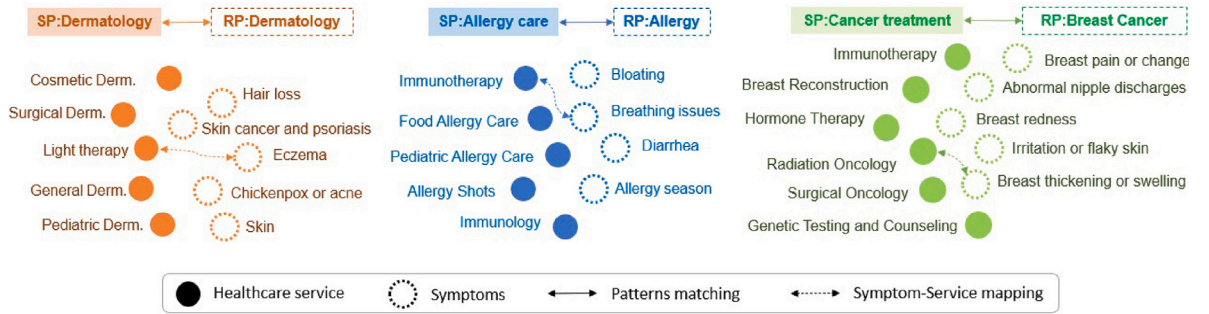 SP:Dermatology
RP:Dermatology
Cosmetic Derm.
Hair loss
Surgical Derm.
Skin cancer and psoriasis
Light therapy
Eczema
General Derm.
Chickenpox or acne
Pediatric Derm.
Skin
SP:Allergy care
RP:Allergy
Immunotherapy
Bloating
Food Allergy Care
Breathing issues
Pediatric Allergy Care
Diarrhea
Allergy Shots
Allergy season
Immunology
SP:Cancer treatment
RP:Breast Cancer
Immunotherapy
Breast pain or change
Breast Reconstruction
Abnormal nipple discharges
Hormone Therapy
Breast redness
Irritation or flaky skin
Radiation Oncology
Breast thickening or swelling
Surgical Oncology
Genetic Testing and Counseling
Healthcare service
Symptoms
Patterns matching
Symptom-Service mapping